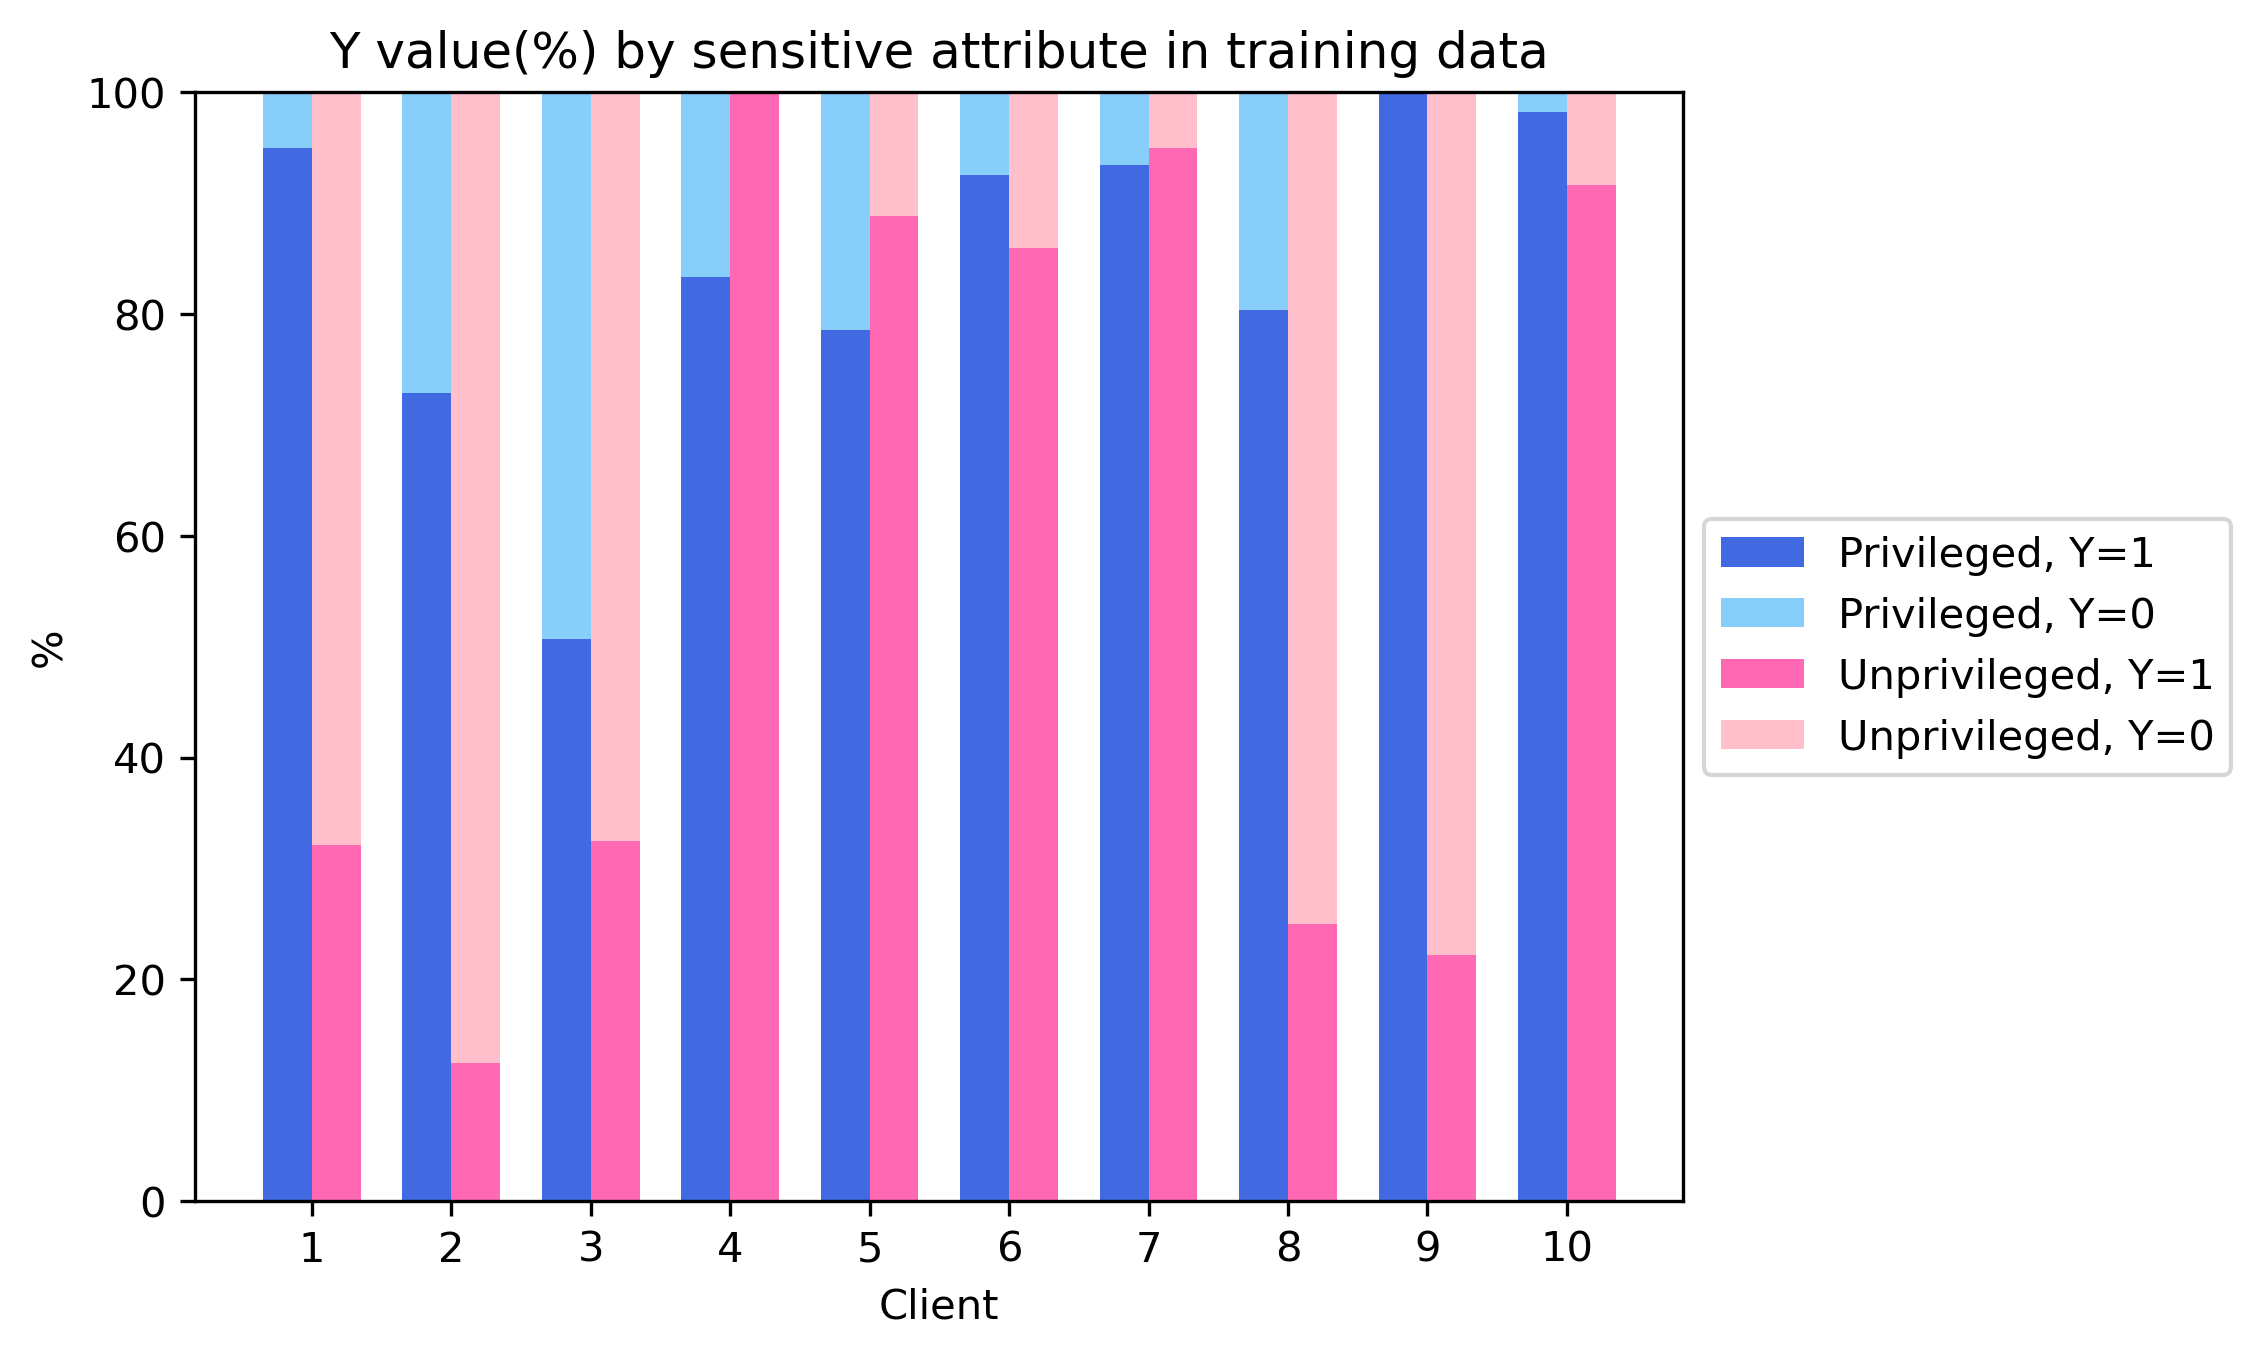 Y value(%) by sensitive attribute in training data
100
80
60
40
20
0
%
1 2 3 4 5 6 7 8 9 10
Client
Privileged, Y=1
Privileged, Y=0
Unprivileged, Y=1
Unprivileged, Y=0